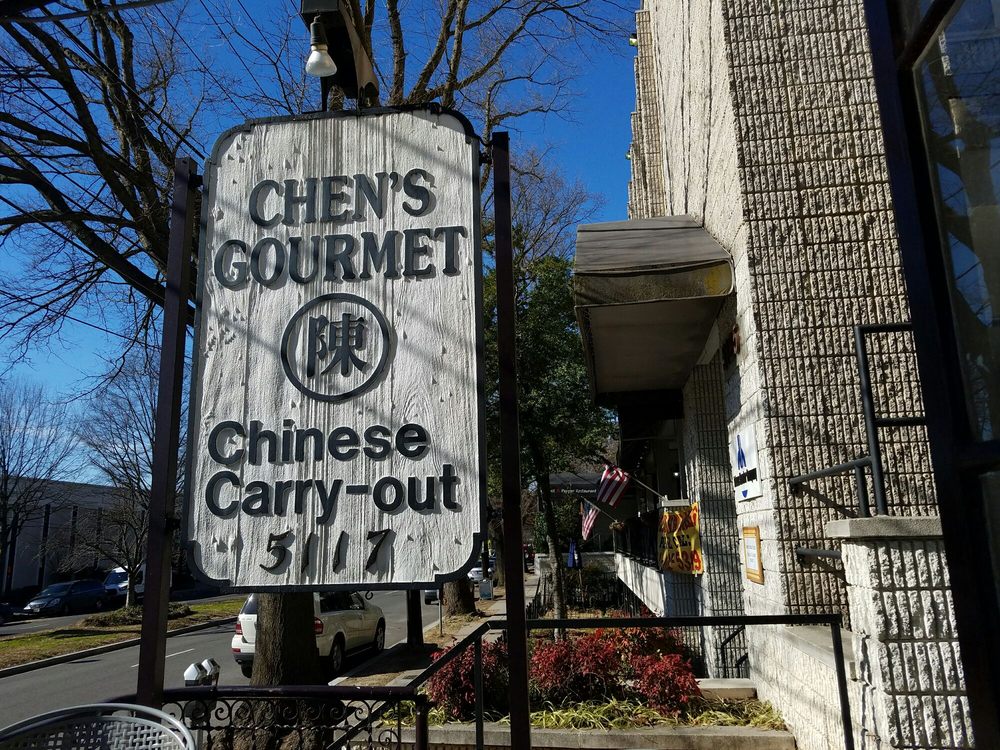 CHEN'S
GOURMET
陳
Chinese
Carry-out
5117